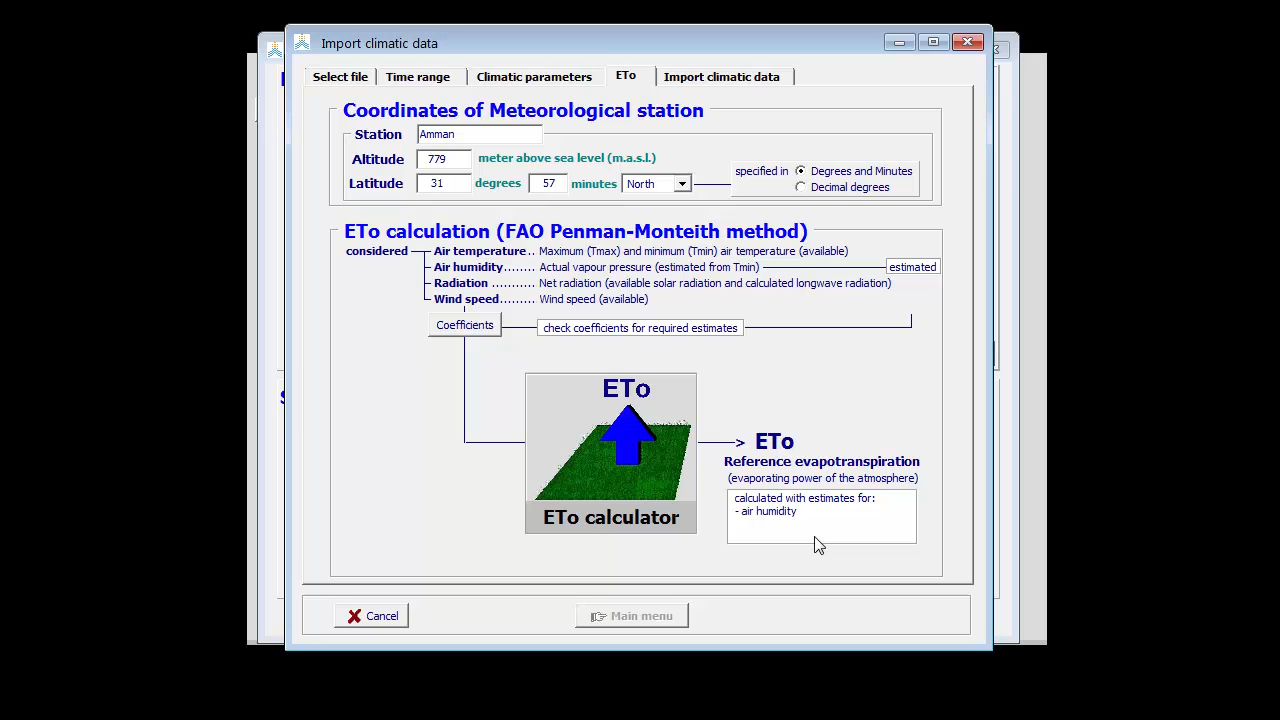 Import climatic data
Select file
Time range
Climatic parameters
ETo
Import climatic data
Coordinates of Meteorological station
Station Amman
Altitude 779 meter above sea level (m.a.s.l.)
Latitude 31 degrees 57 minutes North
specified in Degrees and Minutes
Decimal degrees
ETo calculation (FAO Penman-Monteith method)
considered Air temperature.. Maximum (Tmax) and minimum (Tmin) air temperature (available)
Air humidity....... Actual vapour pressure (estimated from Tmin) estimated
Radiation .......... Net radiation (available solar radiation and calculated longwave radiation)
Wind speed........ Wind speed (available)
Coefficients check coefficients for required estimates
ETo
ETo calculator
> ETo
Reference evapotranspiration
(evaporating power of the atmosphere)
calculated with estimates for:
- air humidity
Cancel
Main menu